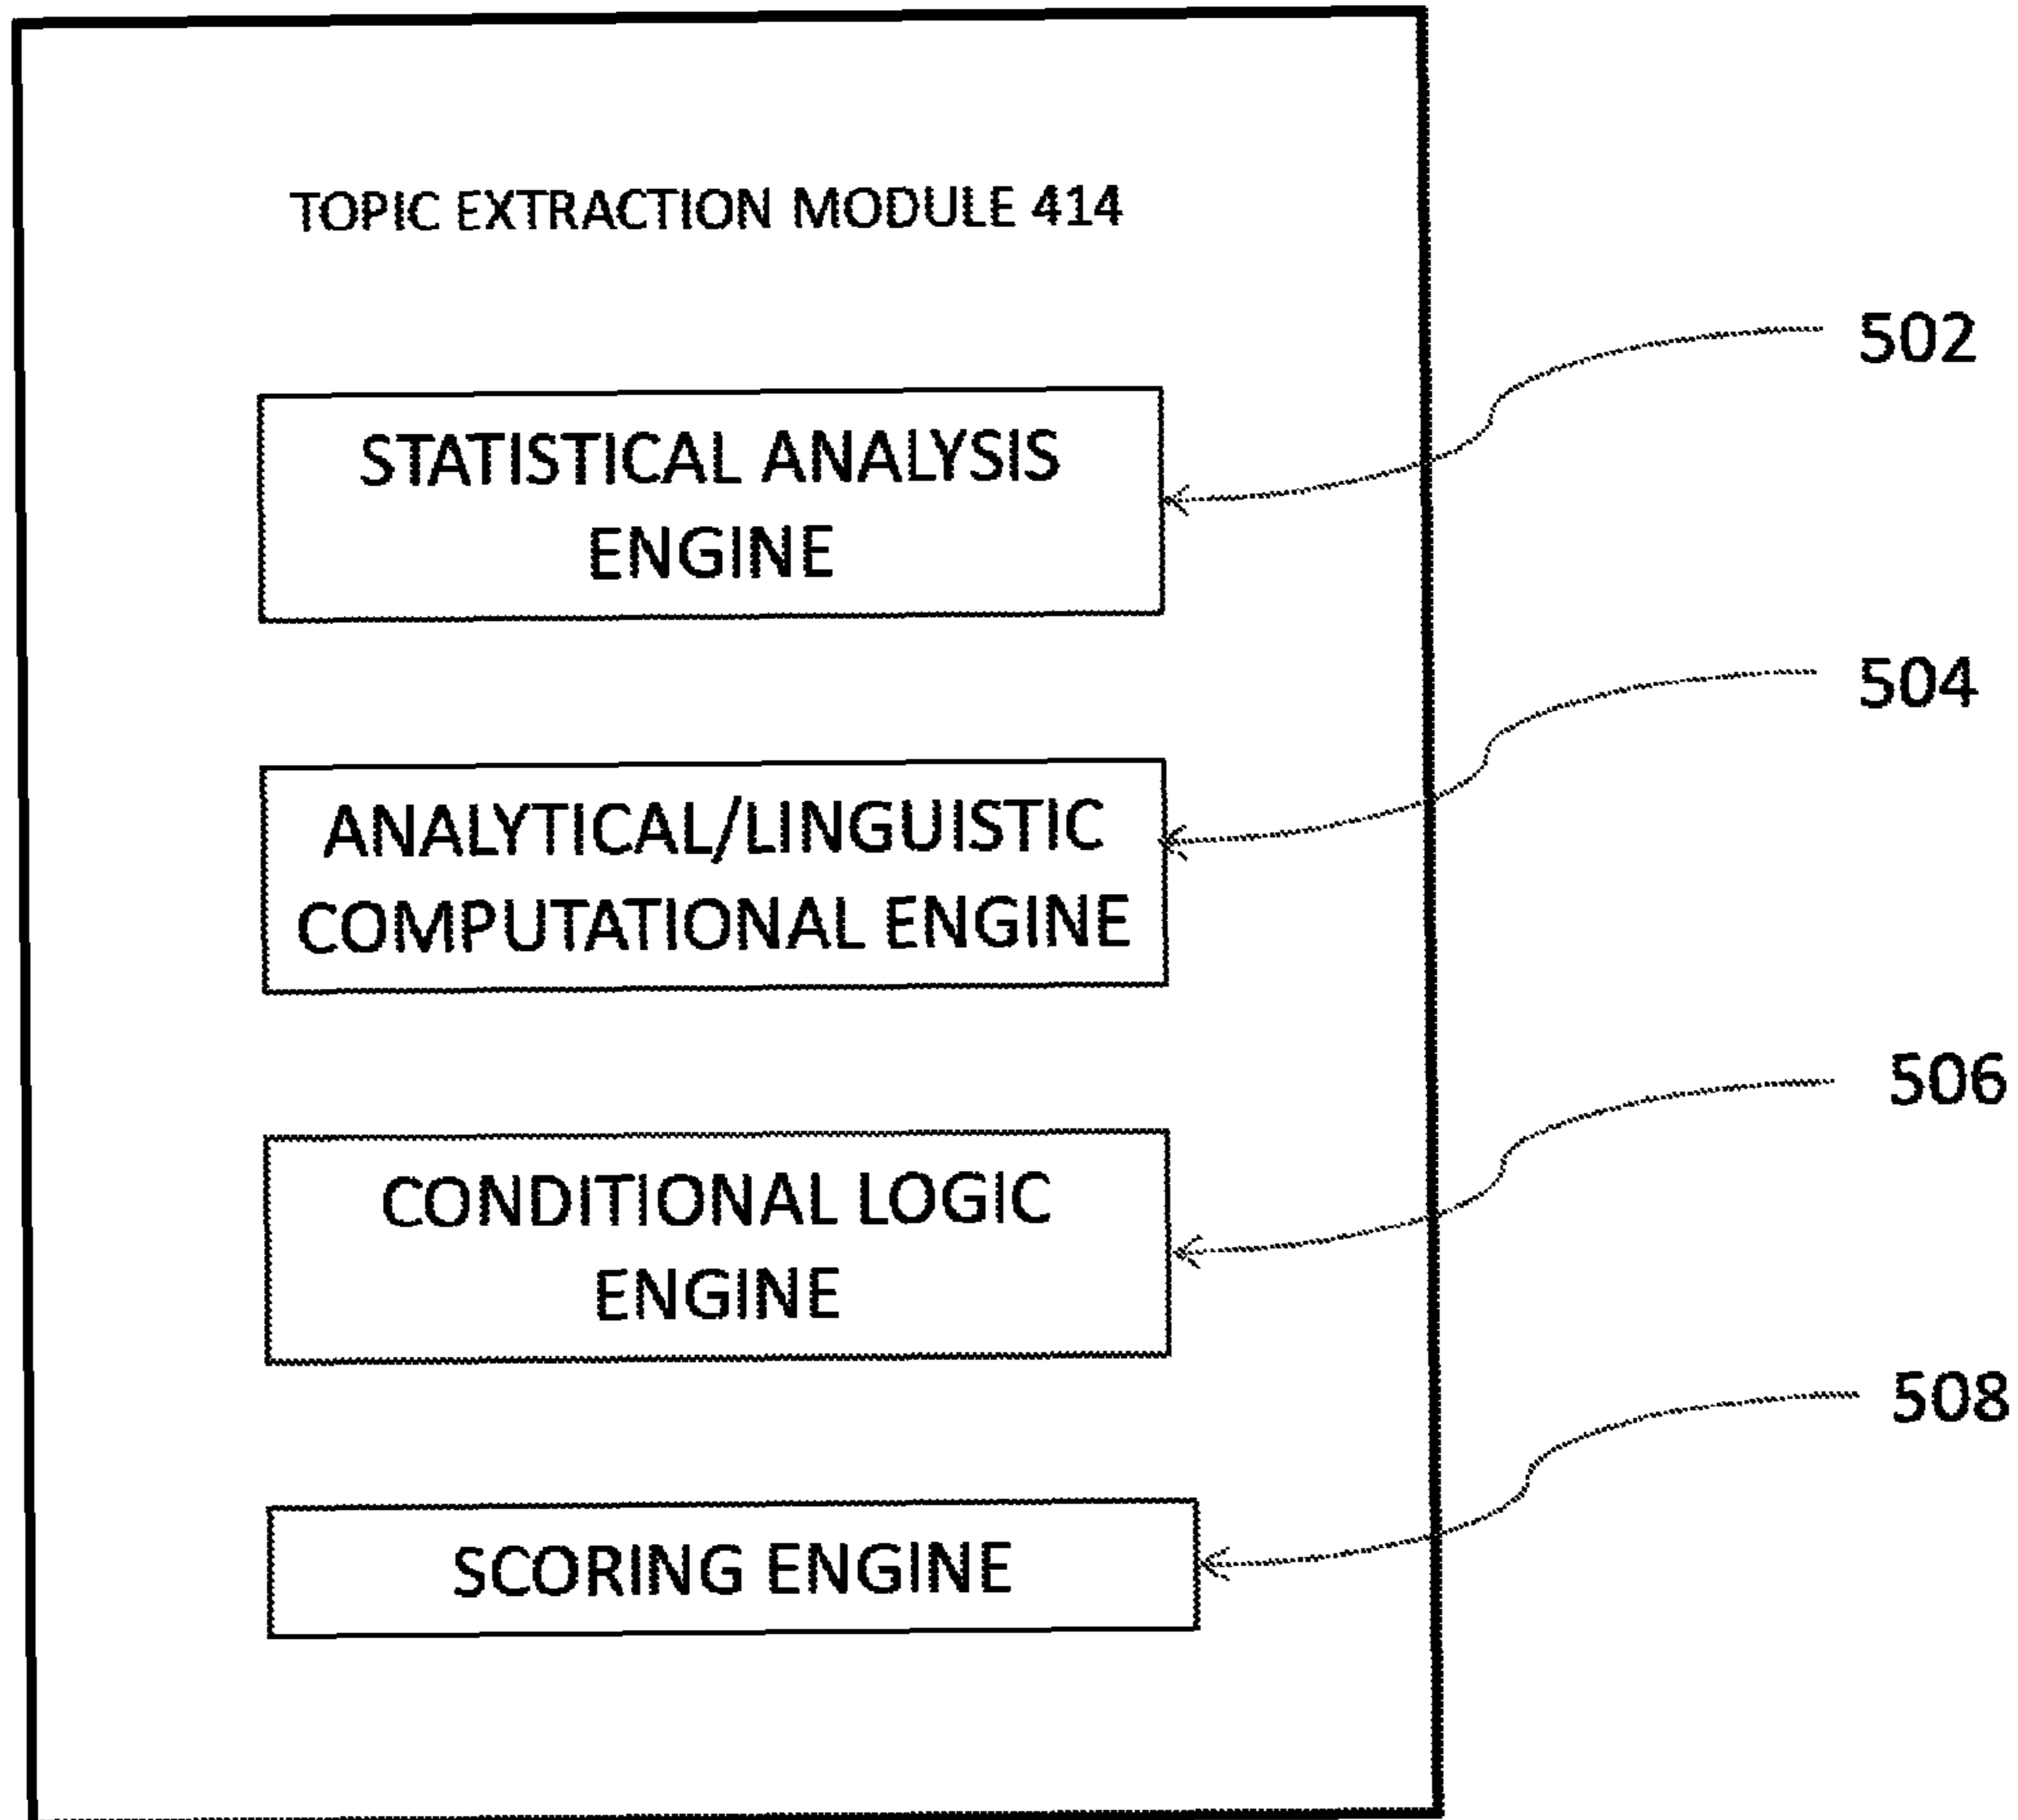 TOPIC EXTRACTION MODULE 414
502
STATISTICAL ANALYSIS
ENGINE
504
ANALYTICAL/LINGUISTIC
COMPUTATIONAL ENGINE
506
CONDITIONAL LOGIC
ENGINE
508
SCORING ENGINE